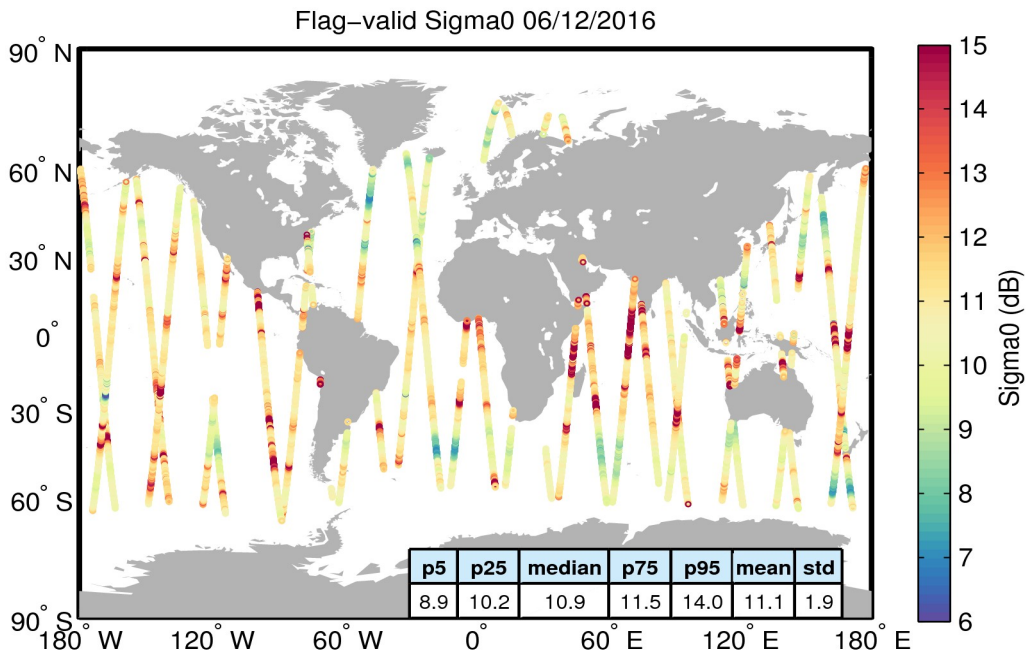 Flag−valid Sigma0 06/12/2016
90° N
60° N
30° N
0°
30° S
60° S
90° S
180° W
120° W
60° W
0°
60° E
120° E
180° E
15
14
13
12
11
10
9
8
7
6
Sigma0 (dB)
p5 p25 median p75 p95 mean std
8.9 10.2 10.9 11.5 14.0 11.1 1.9